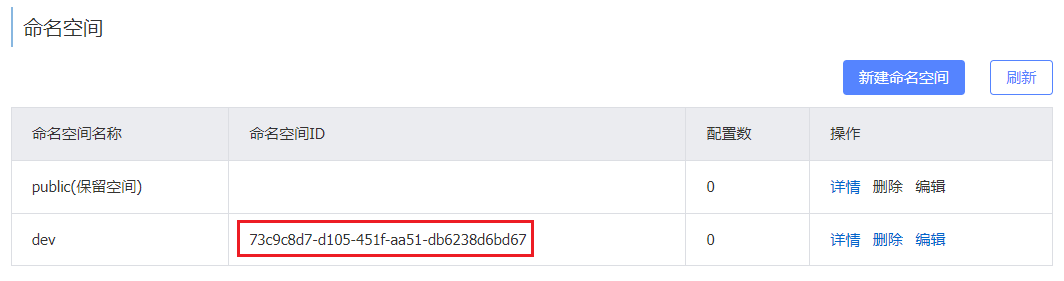 命名空间
新建命名空间 刷新
命名空间名称 命名空间ID 配置数 操作
public(保留空间) 0 详情 删除 编辑
dev 73c9c8d7-d105-451f-aa51-db6238d6bd67 0 详情 删除 编辑